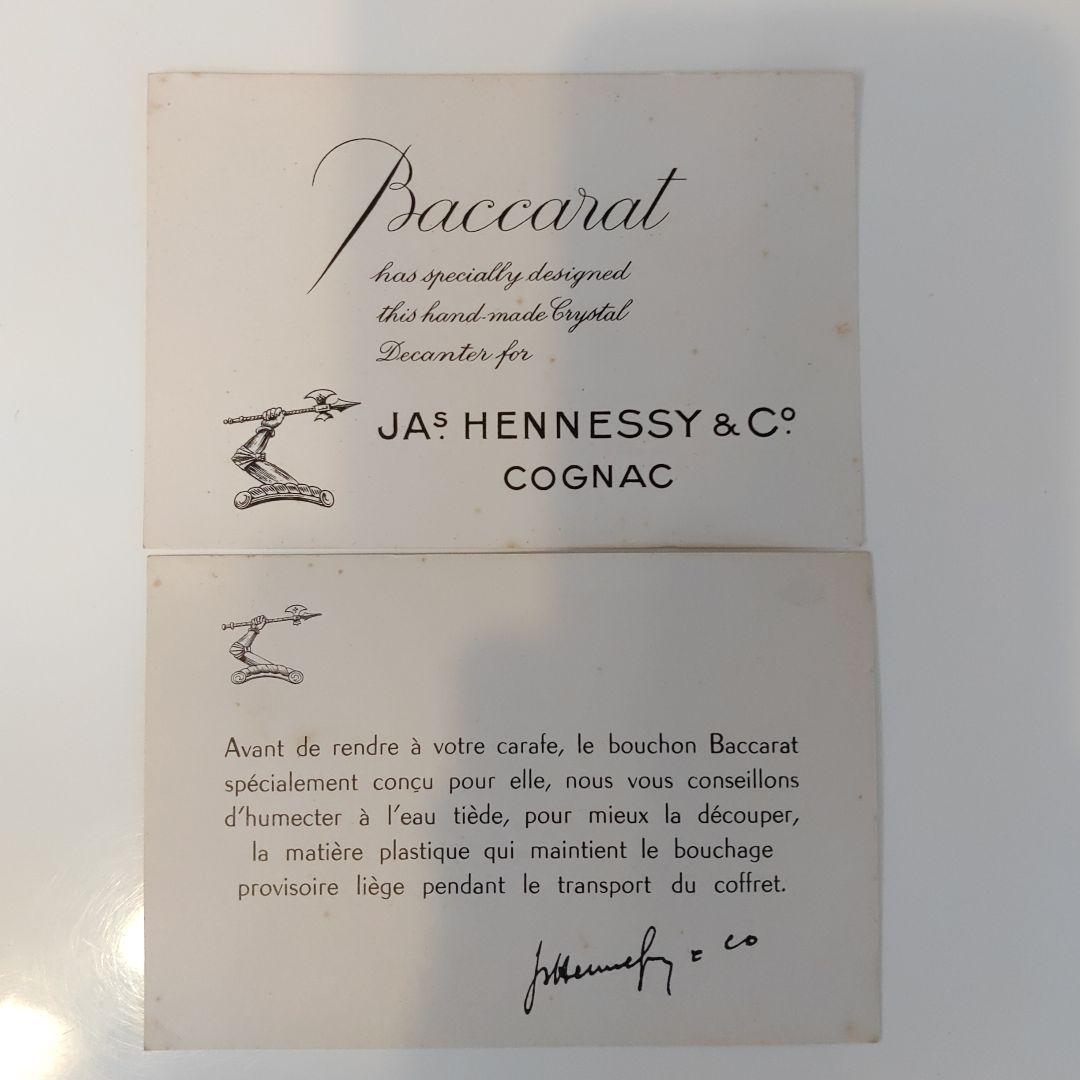 Baccarat
has specially designed
this hand-made Crystal
Decanter for
JAS. HENNESSY & Co.
COGNAC
Avant de rendre à votre carafe, le bouchon Baccarat
spécialement conçu pour elle, nous vous conseillons
d'humecter à l'eau tiède, pour mieux la découper,
la matière plastique qui maintient le bouchage
provisoire liège pendant le transport du coffret.
JasHennessy = co